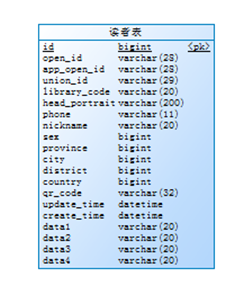 读者表
id bigint <pk>
open_id varchar(28)
app_open_id varchar(28)
union_id varchar(29)
library_code varchar(20)
head_portrait varchar(200)
phone varchar(11)
nickname varchar(20)
sex bigint
province bigint
city bigint
district bigint
country bigint
qr_code varchar(32)
update_time datetime
create_time datetime
data1 varchar(20)
data2 varchar(20)
data3 varchar(20)
data4 varchar(20)